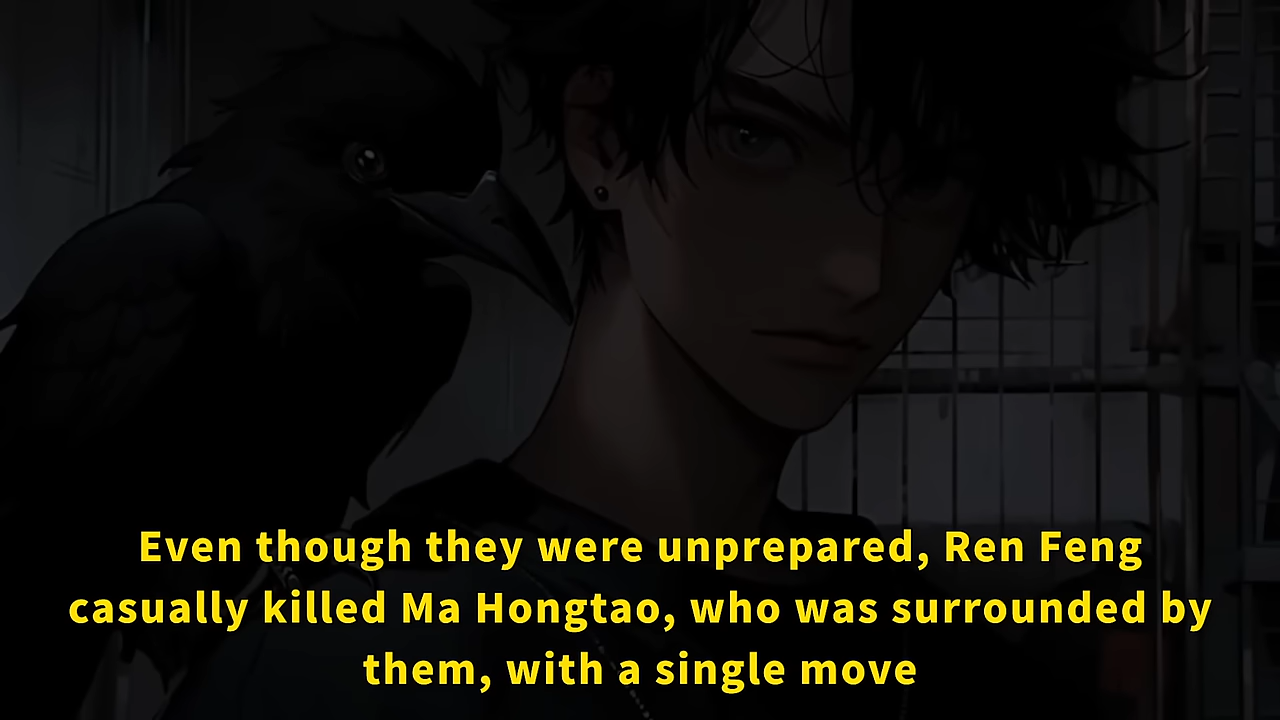 Even though they were unprepared, Ren Feng
casually killed Ma Hongtao, who was surrounded by
them, with a single move